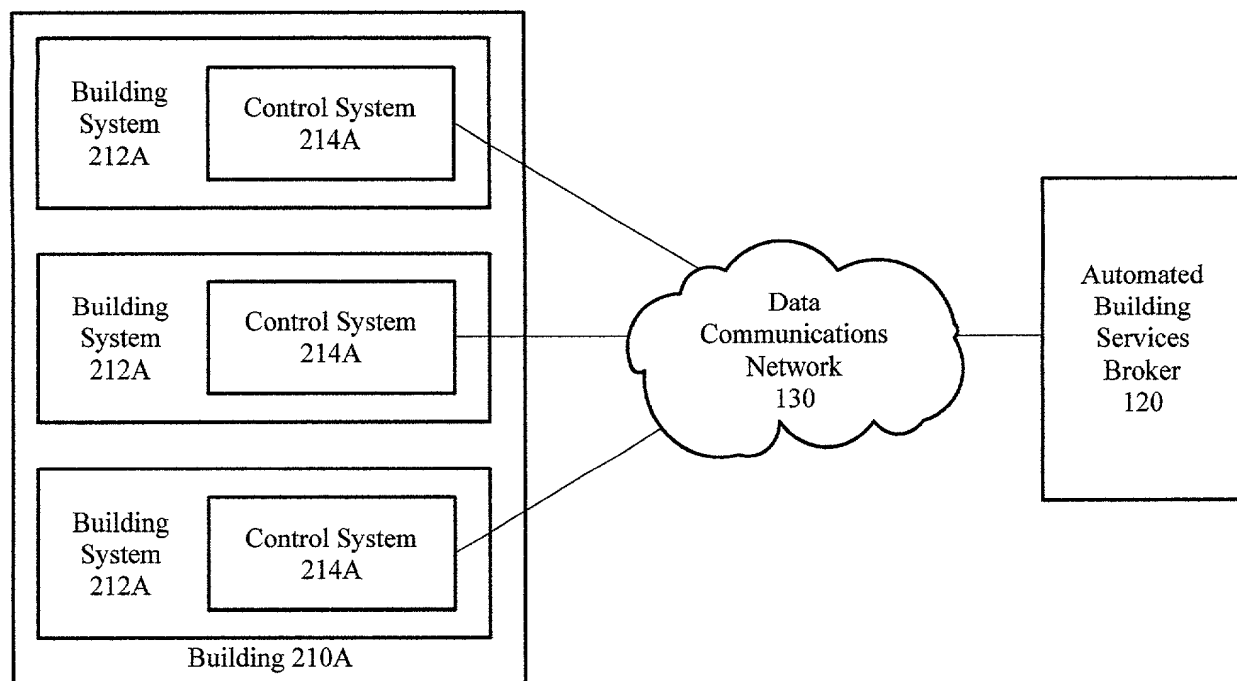 Building
System
212A
Control System
214A
Building
System
212A
Control System
214A
Building
System
212A
Control System
214A
Building 210A
Data
Communications
Network
130
Automated
Building
Services
Broker
120